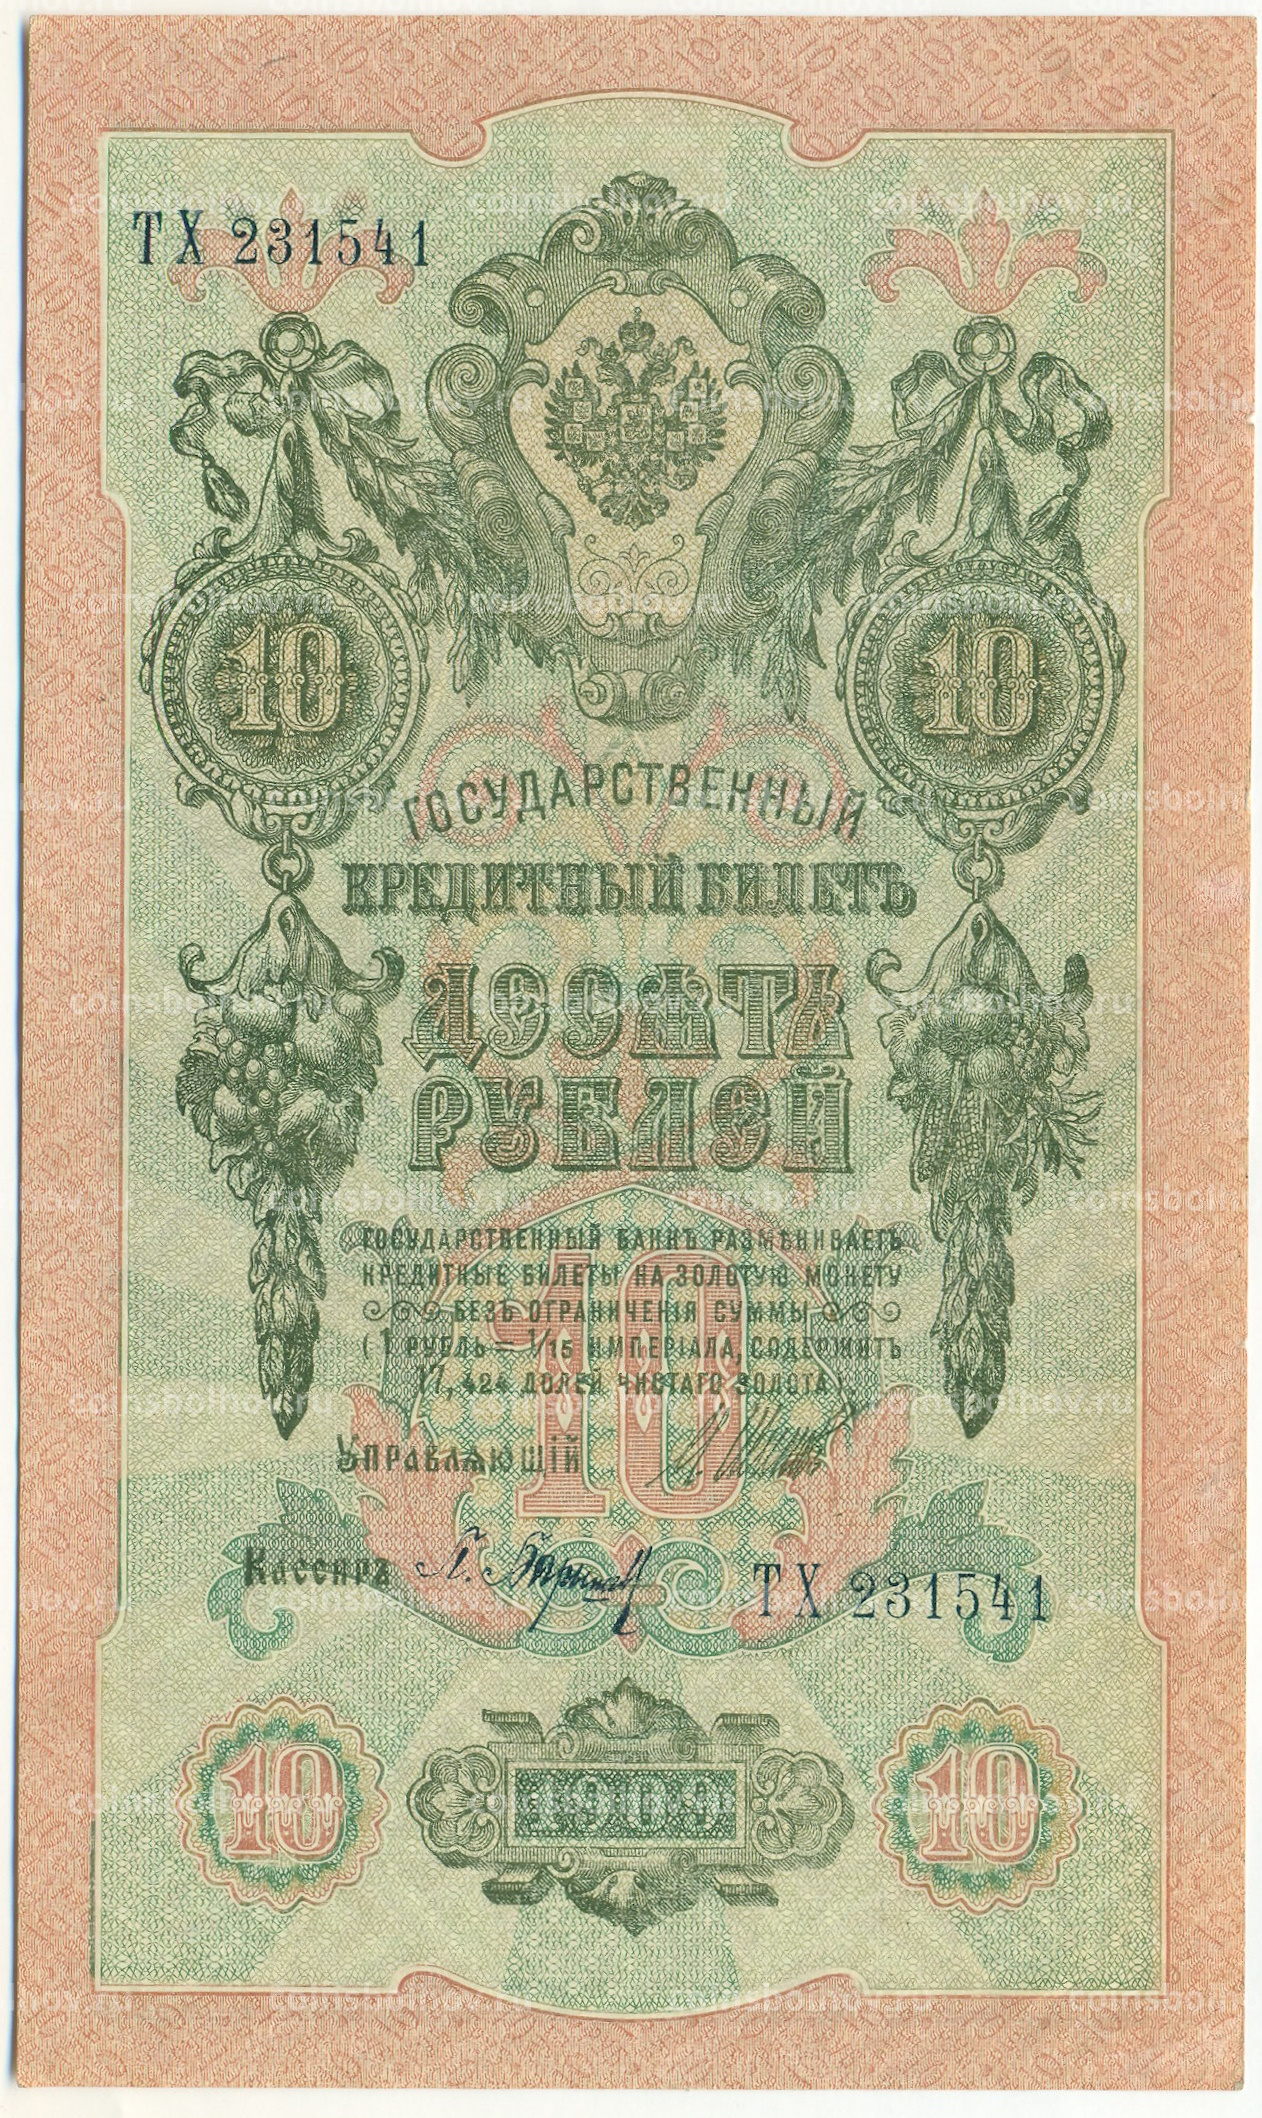 ТХ 231541
10 10
ГОСУДАРСТВЕННЫЙ
КРЕДИТНЫЙ БИЛЕТЪ
ДЕСЯТЬ
РУБЛЕЙ
ГОСУДАРСТВЕННЫЙ БАНКЪ РАЗМѢНИВАЕТЪ
КРЕДИТНЫЕ БИЛЕТЫ НА ЗОЛОТУЮ МОНЕТУ
БЕЗЪ ОГРАНИЧЕНІЯ СУММЫ
(1 РУБЛЬ = 1/15 ИМПЕРІАЛА, СОДЕРЖИТЪ
17,424 ДОЛЕЙ ЧИСТАГО ЗОЛОТА)
10
Управляющій
Кассиръ
ТХ 231541
10 1909 10
coinsbolhov.ru